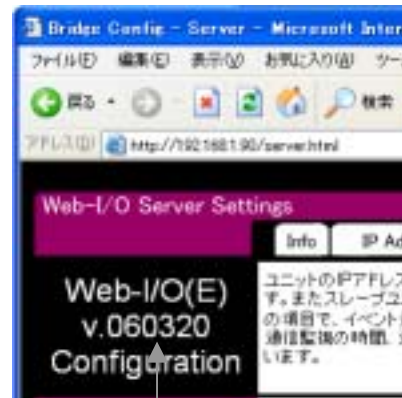 Bridge Config - Server - Microsoft Inter
ファイル(F) 編集(E) 表示(V) お気に入り(A) ツー
戻る 検索
アドレス(D) http://192.168.1.90/server.html
Web-I/O Server Settings
Info IP Ad
Web-I/O(E)
v.060320
Configuration
ユニットのIPアドレス
す。またスレーブユ
の項目で、イベント
通信監視の時間、
います。